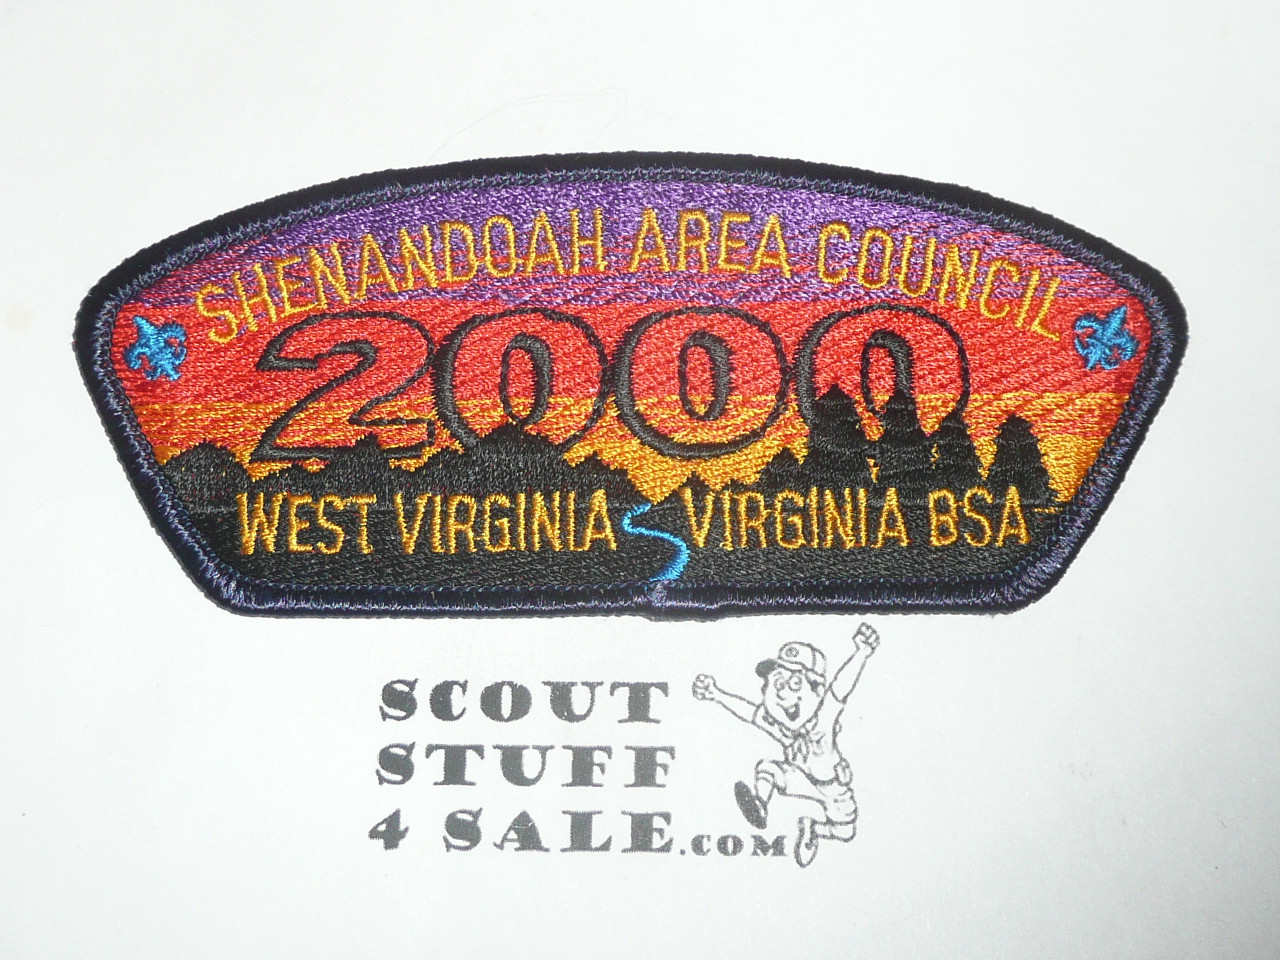 SHENANDOAH AREA COUNCIL
2000
WEST VIRGINIA VIRGINIA BSA
SCOUT
STUFF
4 SALE.COM